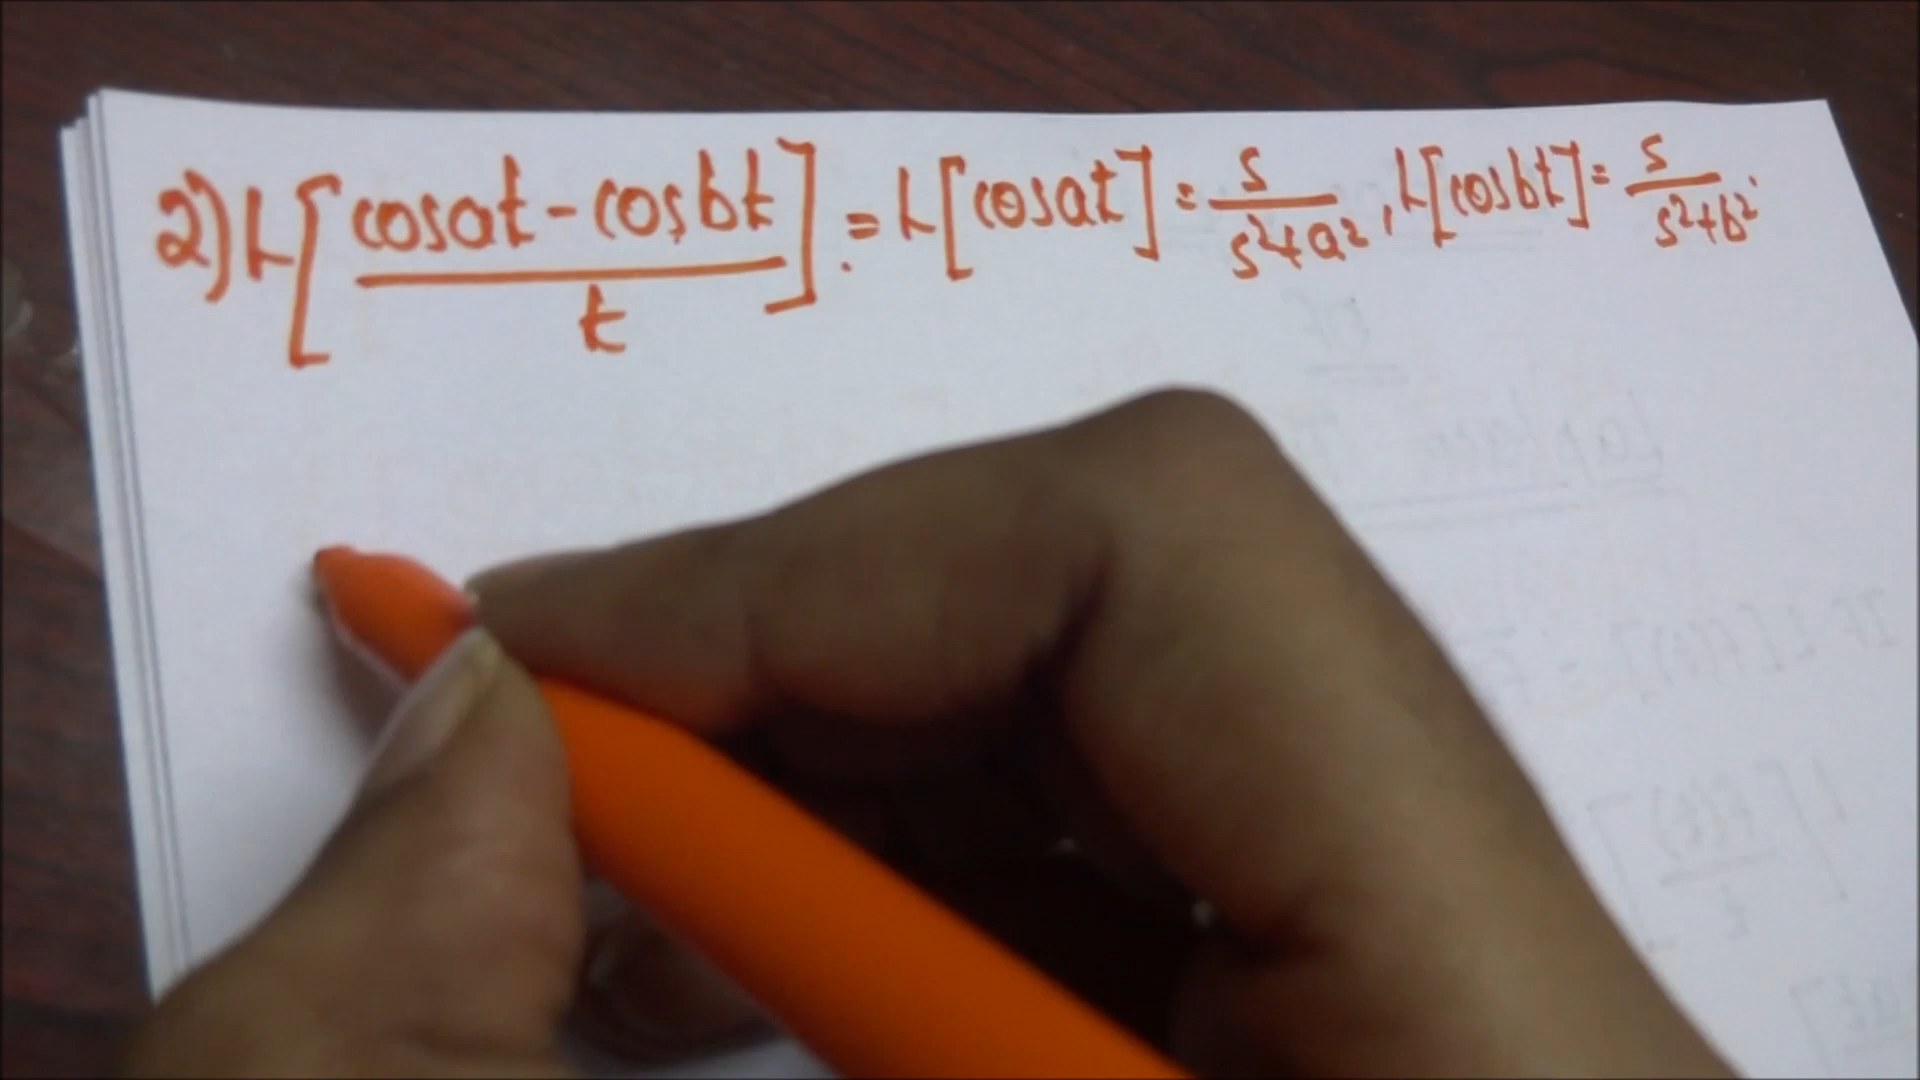 2) L[cosat - cosbt / t] = L[cosat] = s / s²+a², L[cosbt] = s / s²+b²